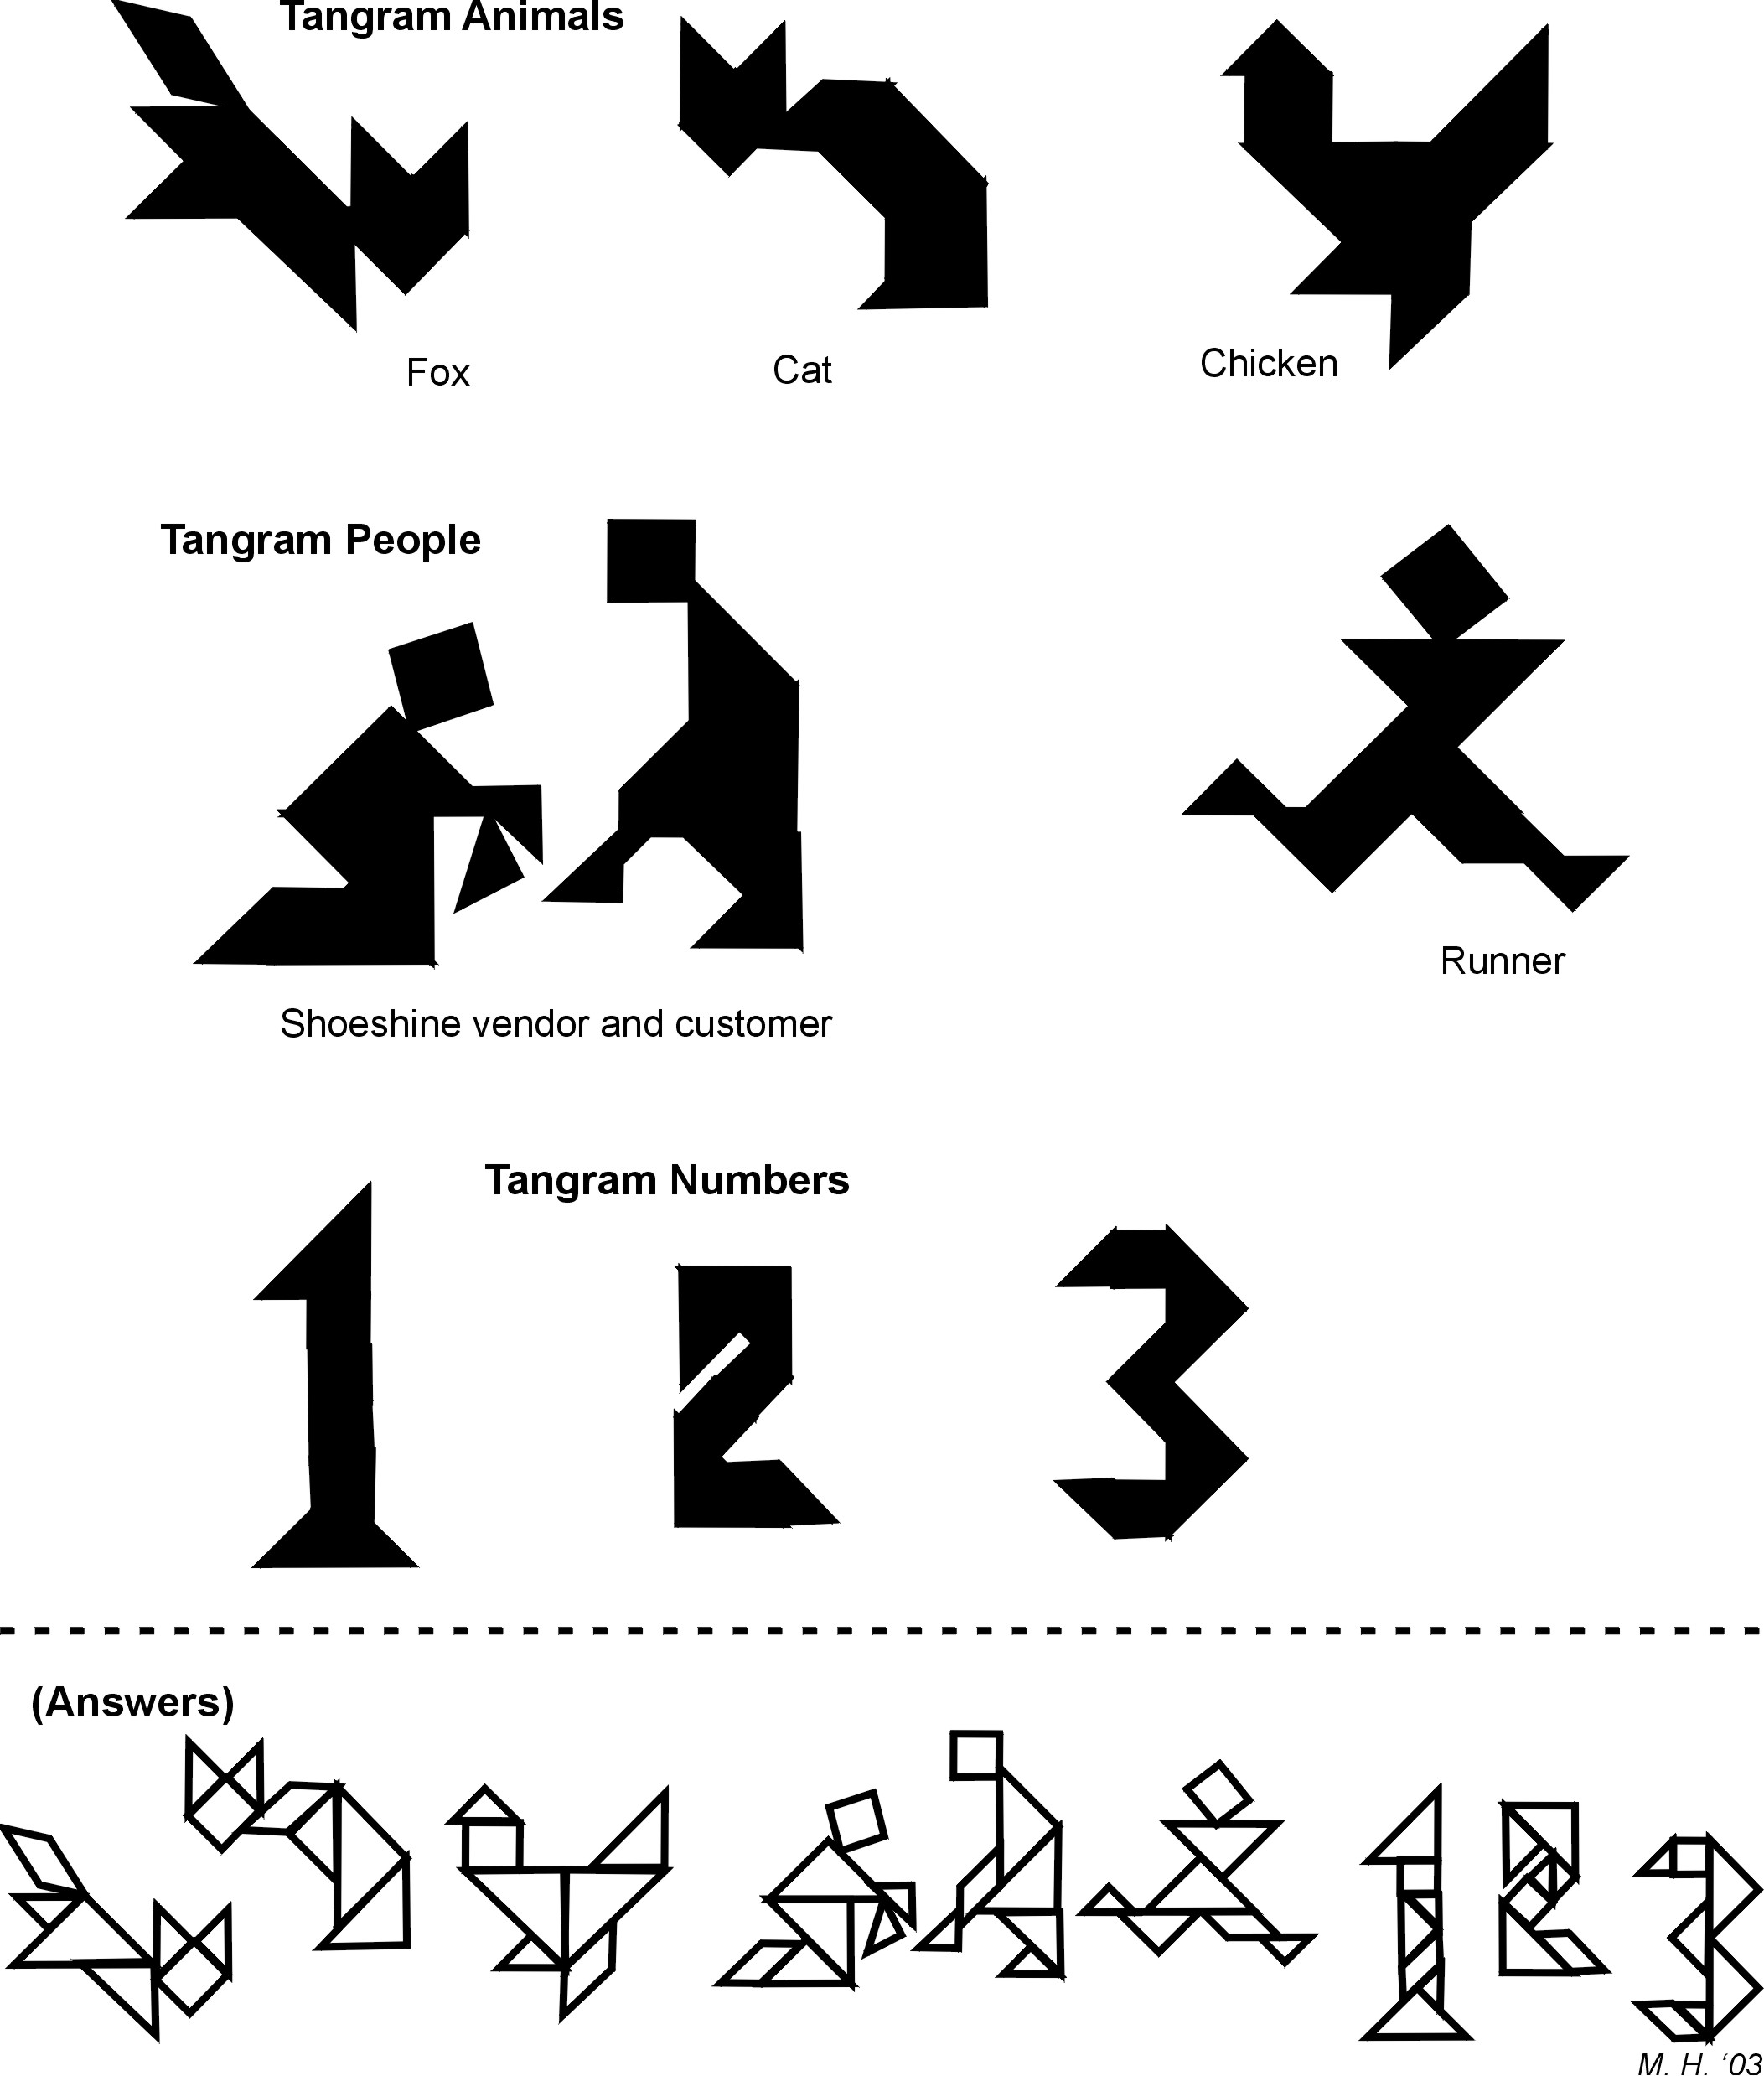 Tangram Animals
Fox
Cat
Chicken
Tangram People
Runner
Shoeshine vendor and customer
Tangram Numbers
(Answers)
M. H. ‘03